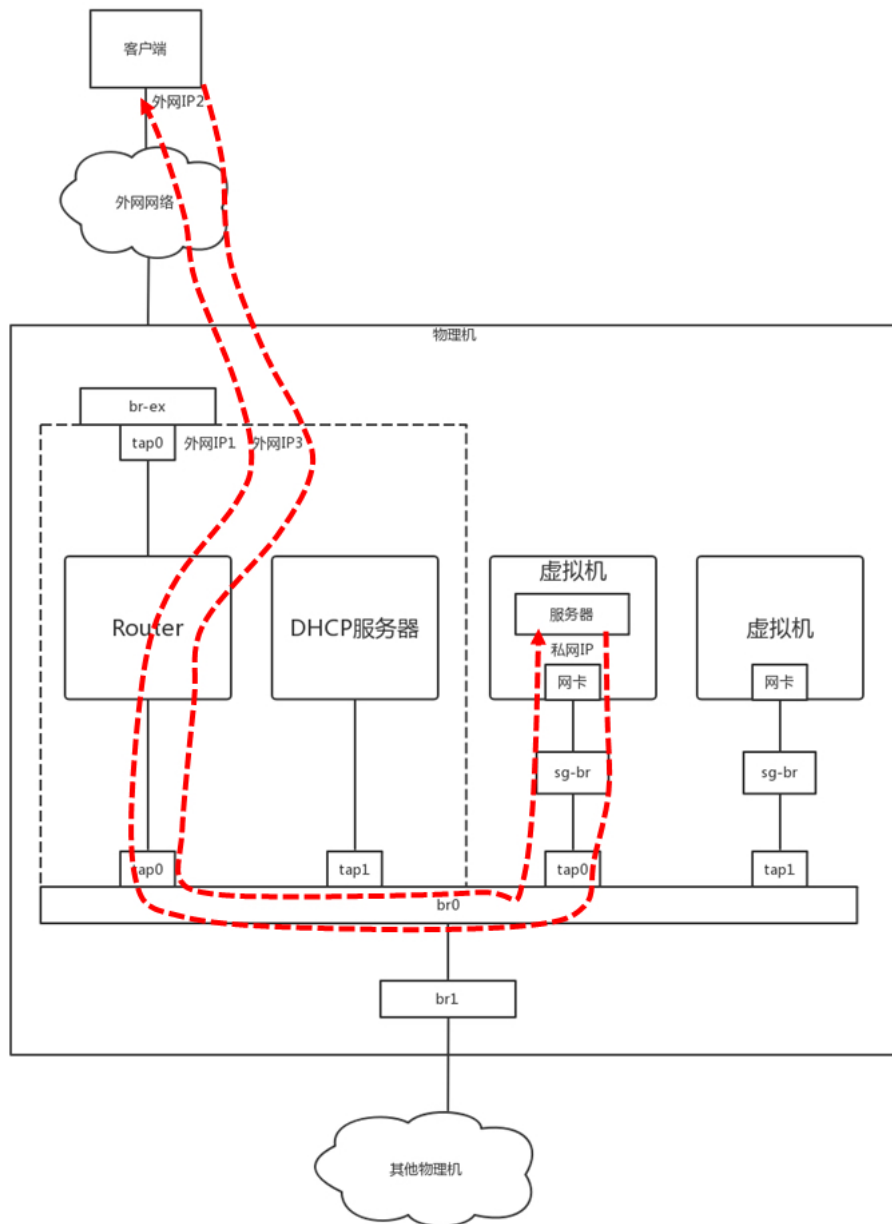 客户端
外网IP2
外网网络
物理机
br-ex
tap0
外网IP1
外网IP3
Router
DHCP服务器
虚拟机
服务器
私网IP
网卡
虚拟机
网卡
sg-br
sg-br
tap0
tap1
tap0
tap1
br0
br1
其他物理机